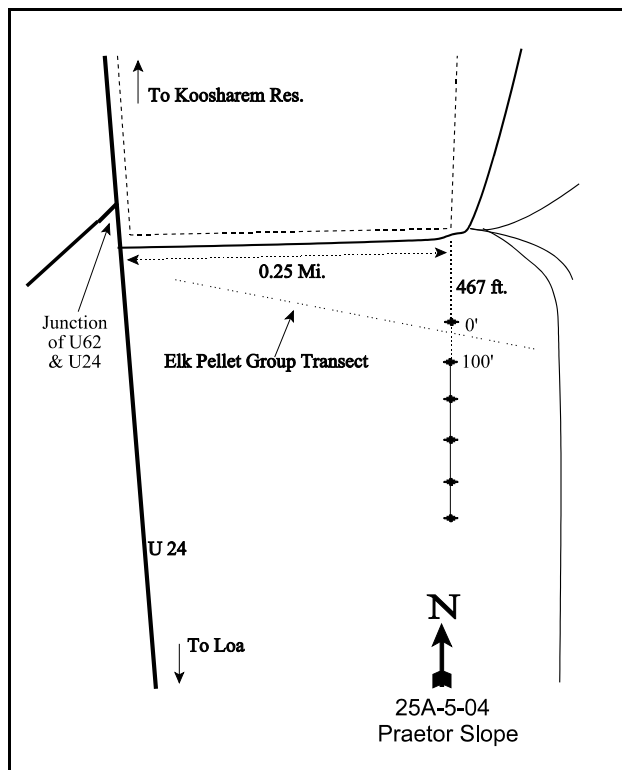 To Koosharem Res.
0.25 Mi.
467 ft.
Junction
of U62
& U24
0'
Elk Pellet Group Transect
100'
U 24
N
To Loa
25A-5-04
Praetor Slope